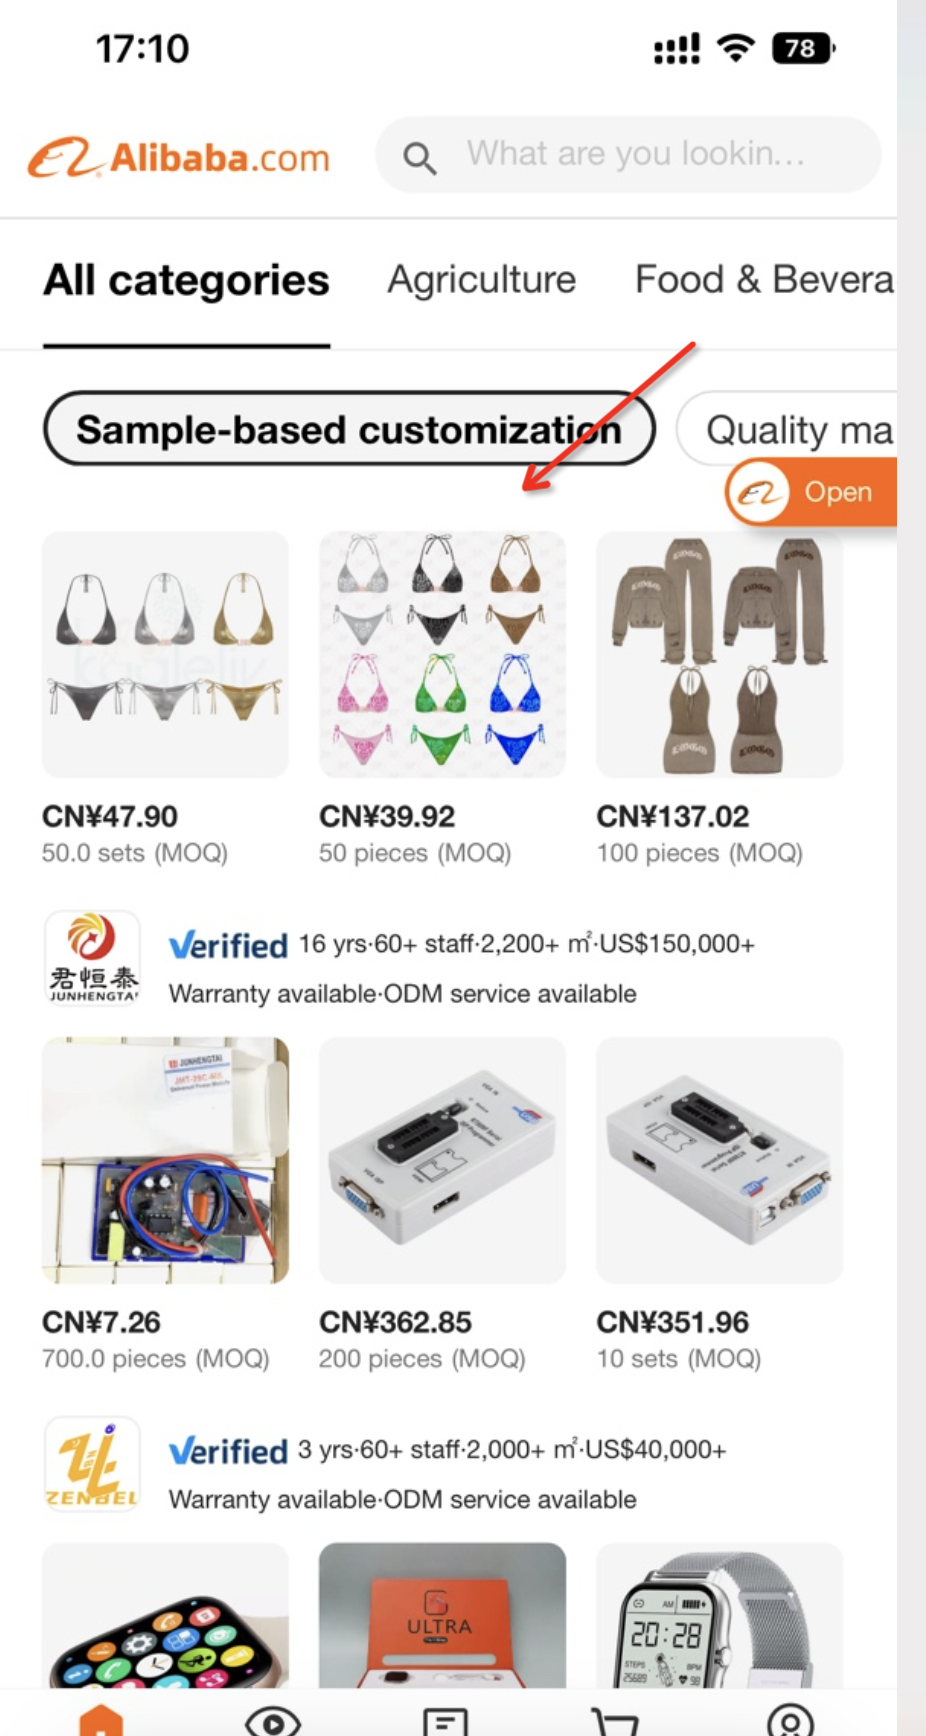 17:10
78
Alibaba.com
What are you lookin...
All categories
Agriculture
Food & Bevera
Sample-based customization
Quality ma
Open
CN¥47.90
CN¥39.92
CN¥137.02
50.0 sets (MOQ)
50 pieces (MOQ)
100 pieces (MOQ)
君恒泰
JUNHENGTAI
Verified 16 yrs·60+ staff·2,200+ m²·US$150,000+
Warranty available·ODM service available
JUNHENGTAI
CN¥7.26
CN¥362.85
CN¥351.96
700.0 pieces (MOQ)
200 pieces (MOQ)
10 sets (MOQ)
ZENBEL
Verified 3 yrs·60+ staff·2,000+ m²·US$40,000+
Warranty available·ODM service available
ULTRA
AM
20:28
STEPS
BPM
98